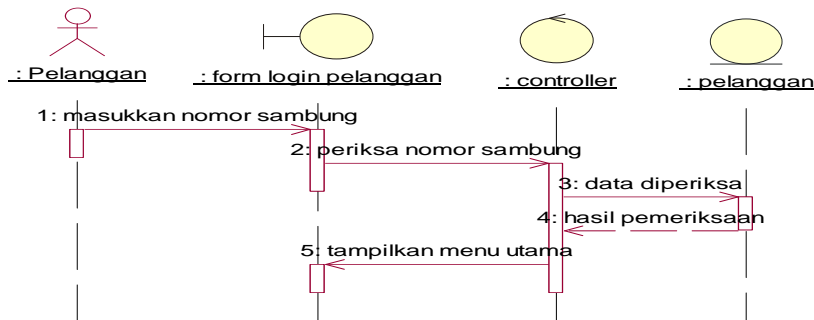 : Pelanggan
: form login pelanggan
: controller
: pelanggan
1: masukkan nomor sambung
2: periksa nomor sambung
3: data diperiksa
4: hasil pemeriksaan
5: tampilkan menu utama